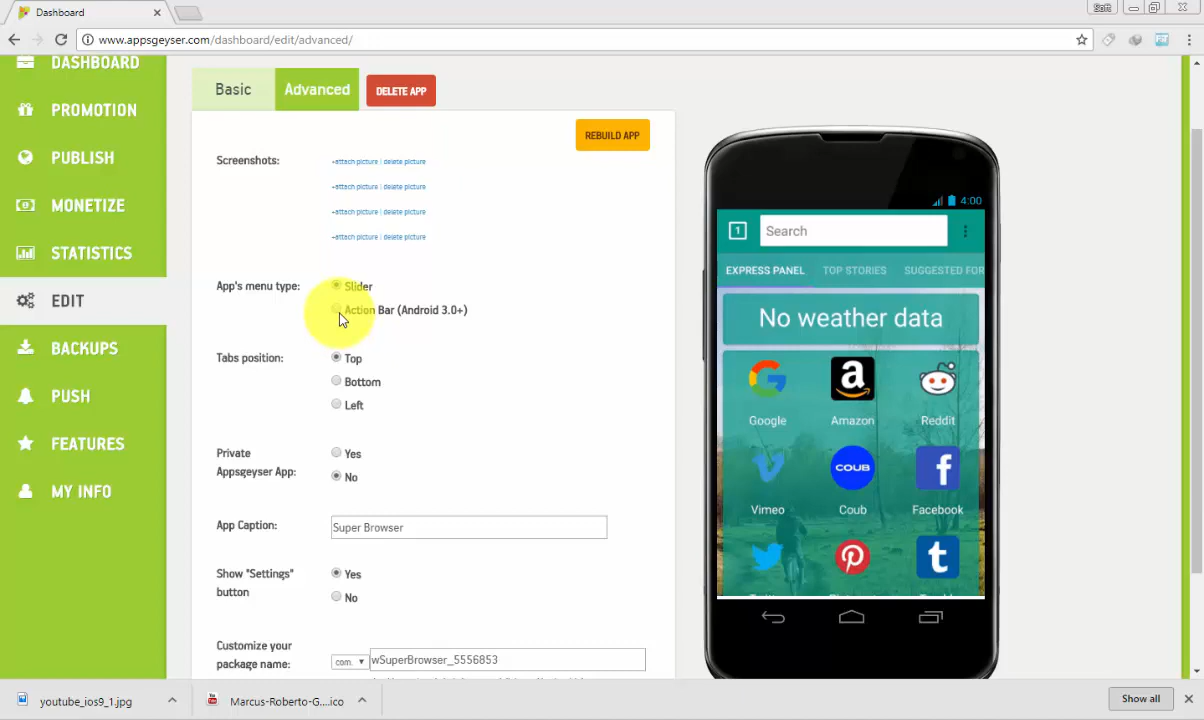 Dashboard
Soft
www.appsgeyser.com/dashboard/edit/advanced/
DASHBOARD
PROMOTION
PUBLISH
MONETIZE
STATISTICS
EDIT
BACKUPS
PUSH
FEATURES
MY INFO
Basic
Advanced
DELETE APP
REBUILD APP
Screenshots:
+attach picture | delete picture
+attach picture | delete picture
+attach picture | delete picture
+attach picture | delete picture
App's menu type:
Slider
Action Bar (Android 3.0+)
Tabs position:
Top
Bottom
Left
Private
Appsgeyser App:
Yes
No
App Caption:
Super Browser
Show "Settings"
button
Yes
No
Customize your
package name:
com.
wSuperBrowser_5556853
4:00
1
Search
EXPRESS PANEL
TOP STORIES
SUGGESTED FOR
No weather data
Google
Amazon
Reddit
COUB
Vimeo
Coub
Facebook
youtube_ios9_1.jpg
Marcus-Roberto-G....ico
Show all